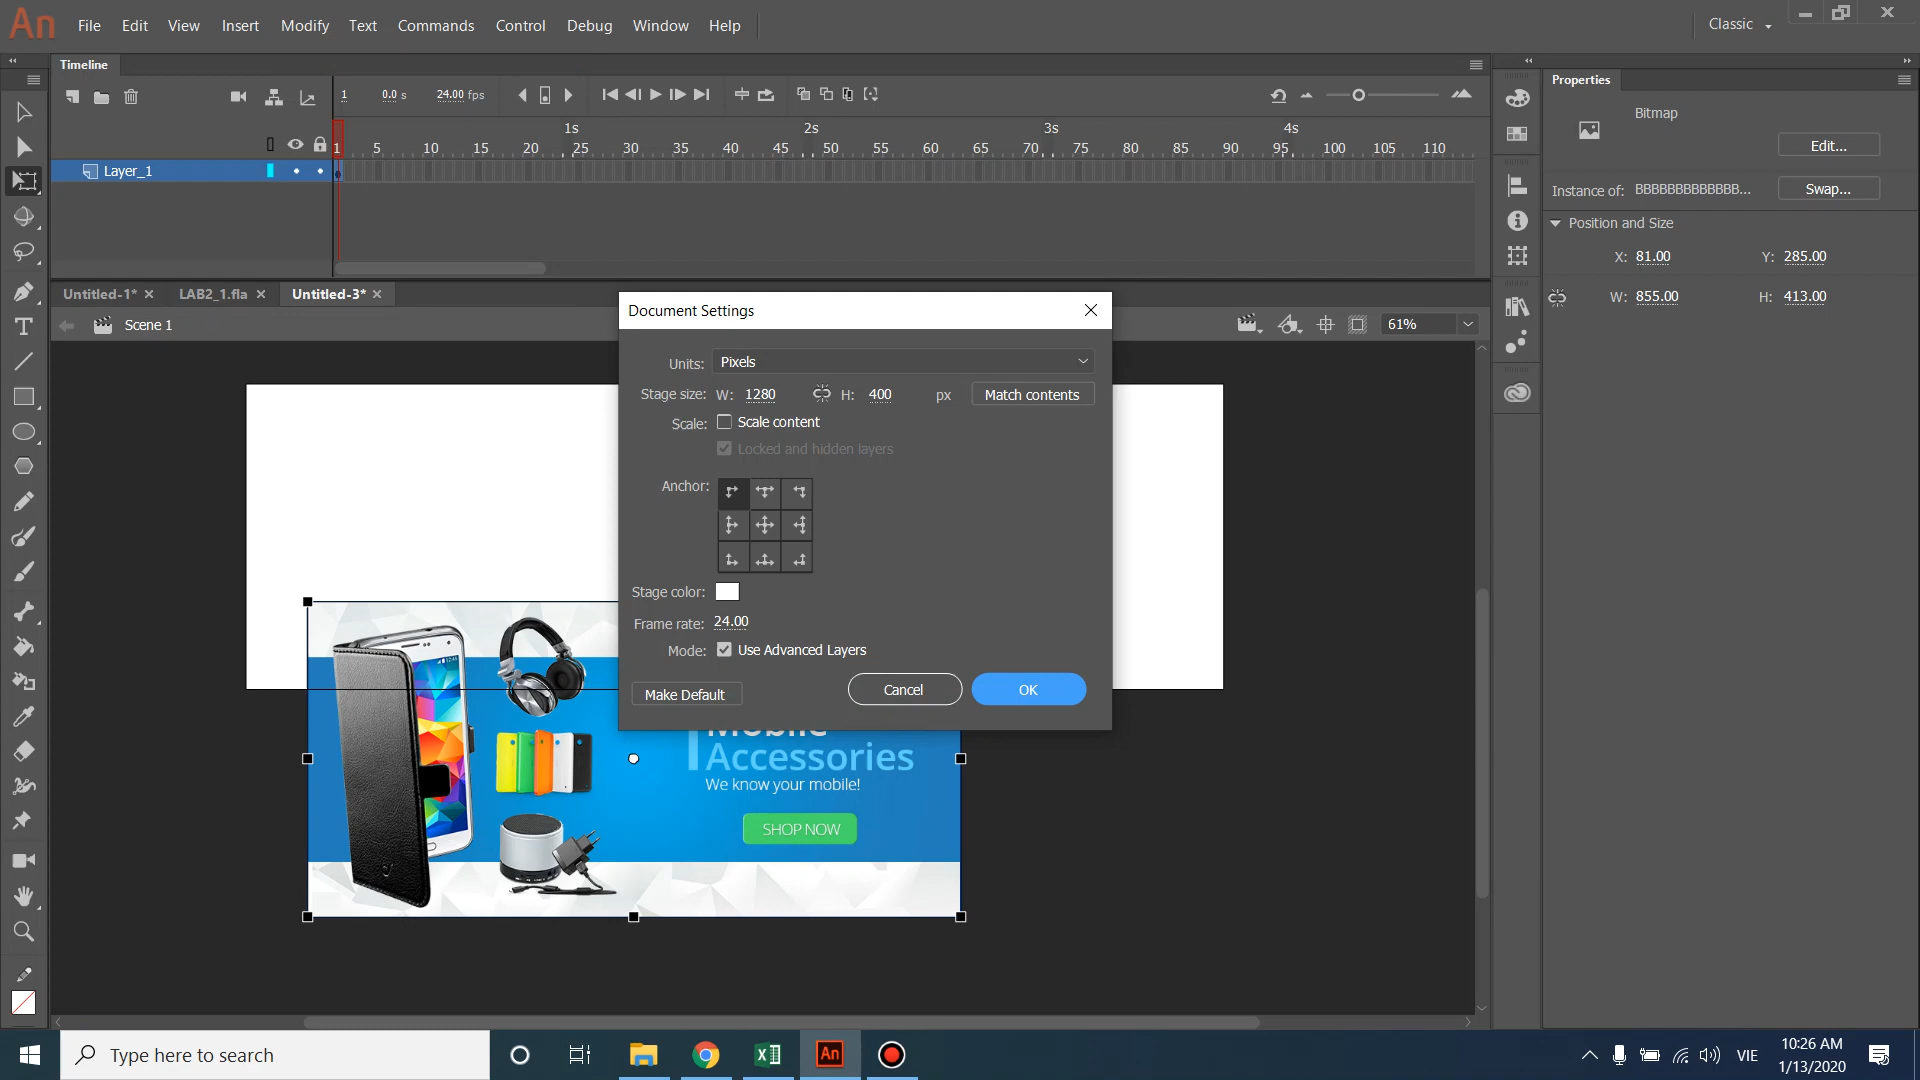 An File Edit View Insert Modify Text Commands Control Debug Window Help Classic
Timeline
Properties
1 0.0 s 24.00 fps
Bitmap
Edit...
1s 2s 3s 4s
1 5 10 15 20 25 30 35 40 45 50 55 60 65 70 75 80 85 90 95 100 105 110
Layer_1
Instance of: BBBBBBBBBBBBB... Swap...
Position and Size
X: 81.00 Y: 285.00
W: 855.00 H: 413.00
Untitled-1* LAB2_1.fla Untitled-3*
Scene 1
61%
Document Settings
Units: Pixels
Stage size: W: 1280 H: 400 px Match contents
Scale: Scale content
Locked and hidden layers
Anchor:
Stage color:
Frame rate: 24.00
Mode: Use Advanced Layers
Make Default Cancel OK
Mobile
Accessories
We know your mobile!
SHOP NOW
Type here to search
An
VIE
10:26 AM
1/13/2020